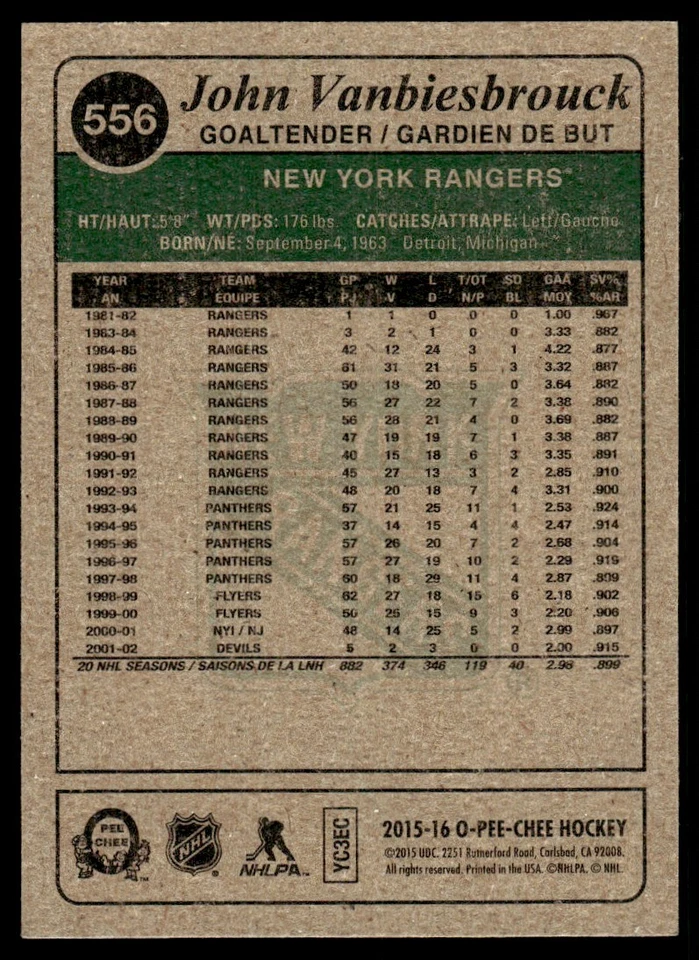 556
John Vanbiesbrouck
GOALTENDER / GARDIEN DE BUT
NEW YORK RANGERS
HT/HAUT: 5'8" WT/PDS: 176 lbs. CATCHES/ATTRAPE: Left/Gauche
BORN/NÉ: September 4, 1963 Detroit, Michigan
YEAR TEAM GP W L T/OT SO GAA SV%
AN ÉQUIPE PJ V D N/P BL MOY %AR
1981-82 RANGERS 1 1 0 0 0 1.00 .967
1983-84 RANGERS 3 2 1 0 0 3.33 .882
1984-85 RANGERS 42 12 24 3 1 4.22 .877
1985-86 RANGERS 61 31 21 5 3 3.32 .887
1986-87 RANGERS 50 18 20 5 0 3.64 .882
1987-88 RANGERS 56 27 22 7 2 3.38 .890
1988-89 RANGERS 56 28 21 4 0 3.69 .882
1989-90 RANGERS 47 19 19 7 1 3.38 .887
1990-91 RANGERS 40 15 18 6 3 3.35 .891
1991-92 RANGERS 45 27 13 3 2 2.85 .910
1992-93 RANGERS 48 20 18 7 4 3.31 .900
1993-94 PANTHERS 57 21 25 11 1 2.53 .924
1994-95 PANTHERS 37 14 15 4 4 2.47 .914
1995-96 PANTHERS 57 26 20 7 2 2.68 .904
1996-97 PANTHERS 57 27 19 10 2 2.29 .919
1997-98 PANTHERS 60 18 29 11 4 2.87 .899
1998-99 FLYERS 62 27 18 15 6 2.18 .902
1999-00 FLYERS 50 25 15 9 3 2.20 .906
2000-01 NYI / NJ 48 14 25 5 2 2.99 .897
2001-02 DEVILS 5 2 3 0 0 2.00 .915
20 NHL SEASONS / SAISONS DE LA LNH 882 374 346 119 40 2.98 .899
PEE
CHEE
NHL
NHLPA
YC3EC
2015-16 O-PEE-CHEE HOCKEY
©2015 UDC. 2251 Rutherford Road, Carlsbad, CA 92008.
All rights reserved. Printed in the USA. ©NHLPA. © NHL.